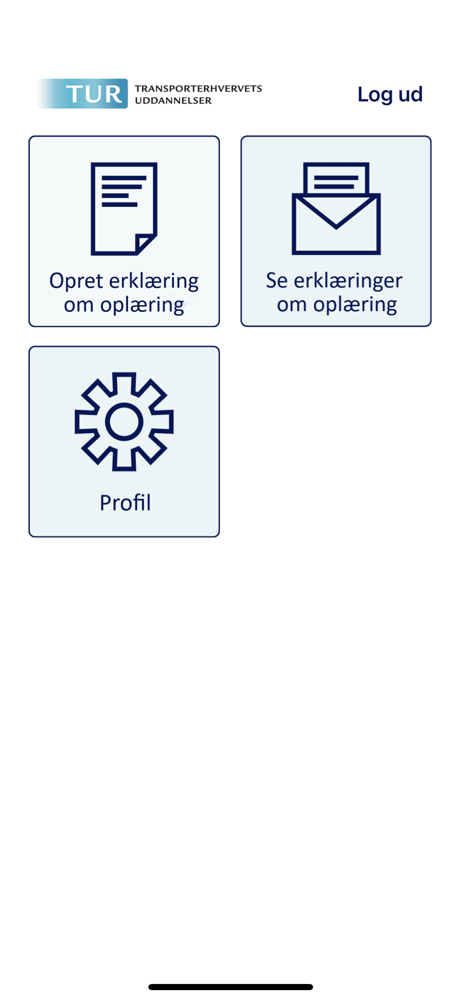 TUR
TRANSPORTERHVERVETS
UDDANNELSER
Log ud
Opret erklæring
om oplæring
Se erklæringer
om oplæring
Profil